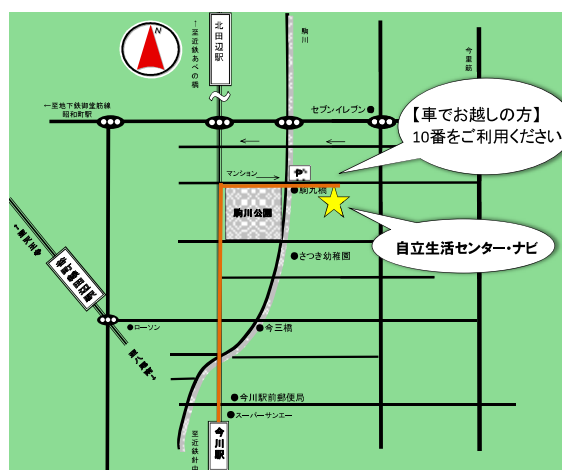 N
北田辺駅
↑至近鉄あべの橋
駒川
今里筋
←至地下鉄御堂筋線
昭和町駅
セブンイレブン
【車でお越しの方】
10番をご利用ください
マンション
P
駒九橋
駒川公園
自立生活センター・ナビ
さつき幼稚園
ローソン
今三橋
今川駅前郵便局
スーパーサンエー
今川駅
至近鉄針中